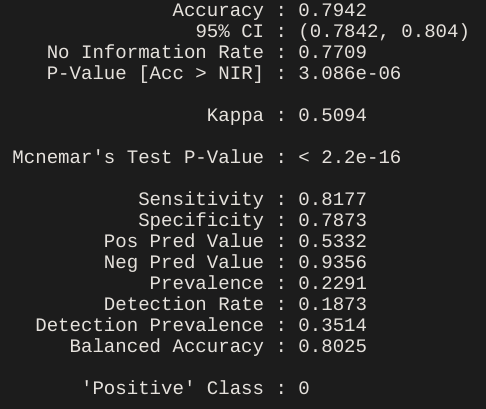 Accuracy : 0.7942
95% CI : (0.7842, 0.804)
No Information Rate : 0.7709
P-Value [Acc > NIR] : 3.086e-06
Kappa : 0.5094
Mcnemar's Test P-Value : < 2.2e-16
Sensitivity : 0.8177
Specificity : 0.7873
Pos Pred Value : 0.5332
Neg Pred Value : 0.9356
Prevalence : 0.2291
Detection Rate : 0.1873
Detection Prevalence : 0.3514
Balanced Accuracy : 0.8025
'Positive' Class : 0